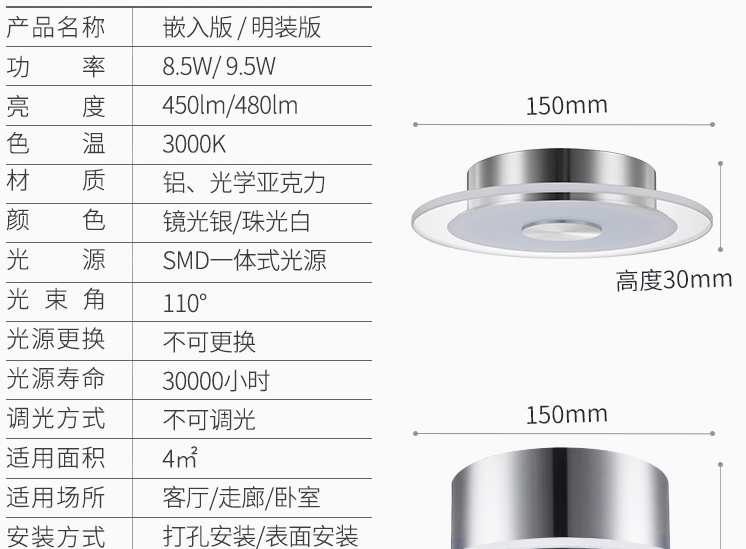 产品名称 嵌入版 / 明装版
功 率 8.5W/ 9.5W
亮 度 450lm/480lm
色 温 3000K
材 质 铝、光学亚克力
颜 色 镜光银/珠光白
光 源 SMD一体式光源
光 束 角 110°
光源更换 不可更换
光源寿命 30000小时
调光方式 不可调光
适用面积 4㎡
适用场所 客厅/走廊/卧室
安装方式 打孔安装/表面安装
150mm
高度30mm
150mm